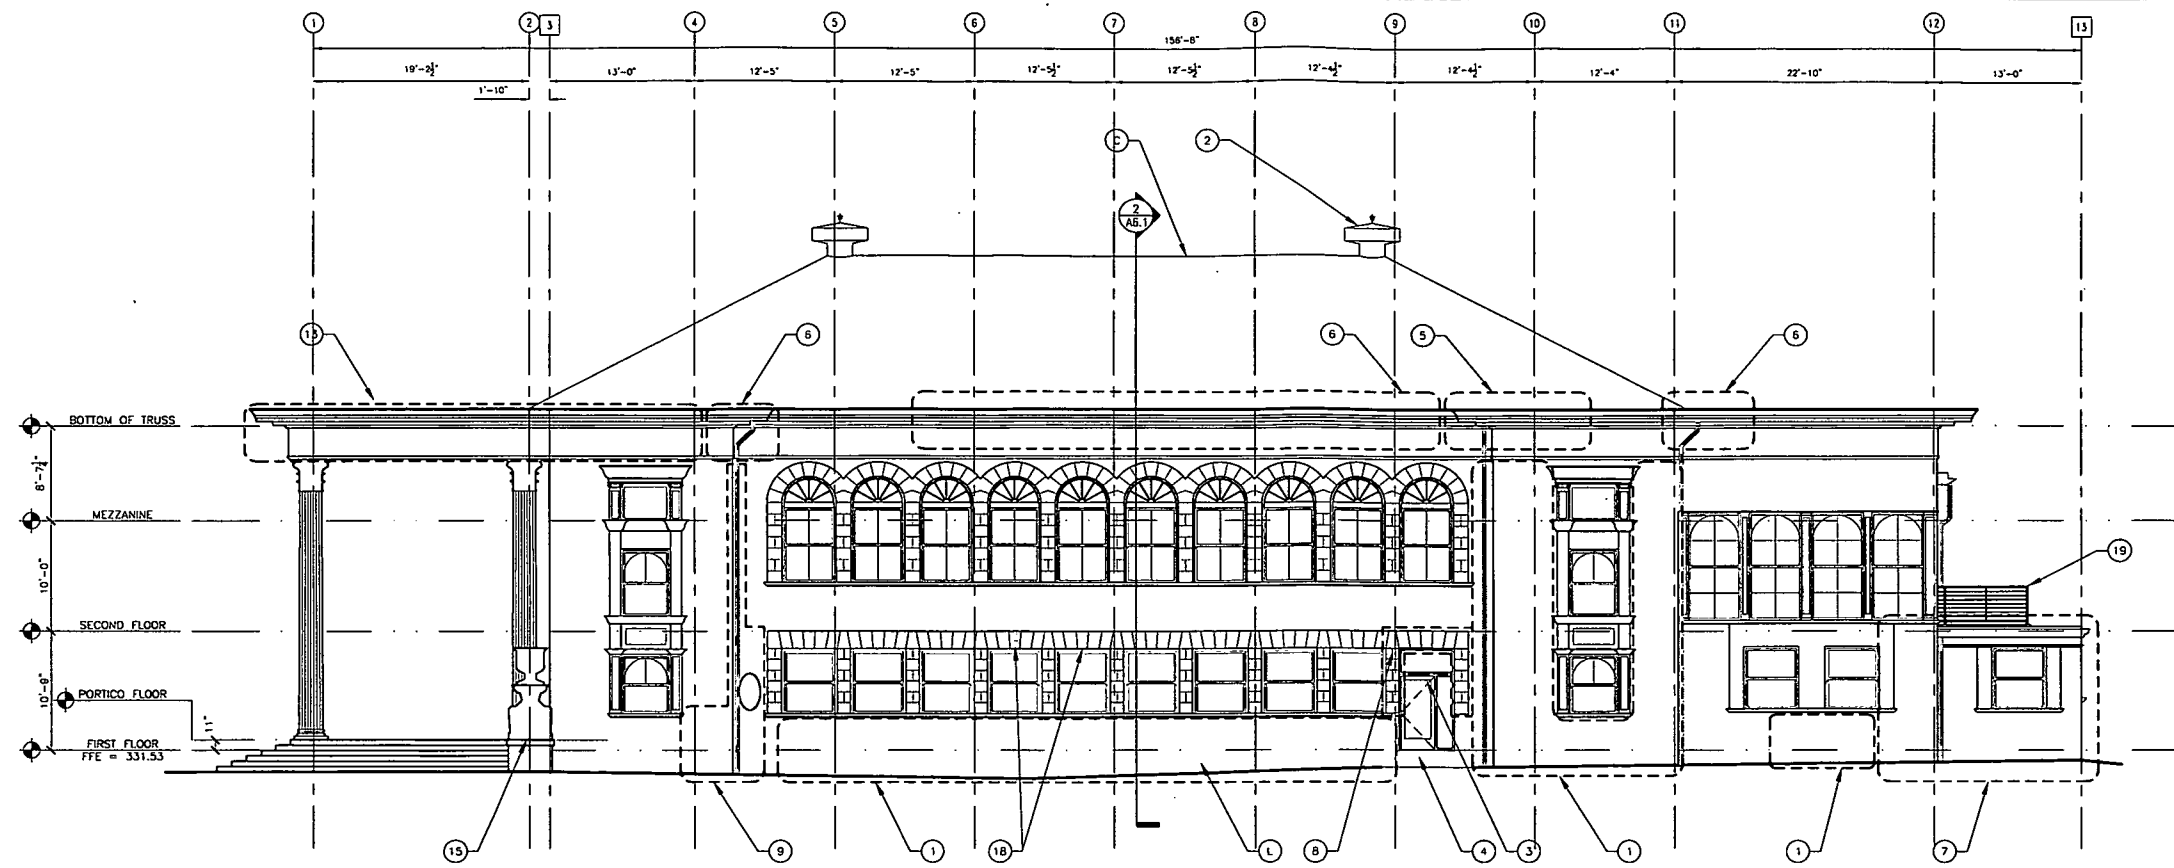 1 2 3 4 5 6 7 8 9 10 11 12 13
156'-8"
19'-2½" 13'-0" 12'-5" 12'-5" 12'-5½" 12'-5½" 12'-4½" 12'-4½" 12'-4" 22'-10" 13'-0"
1'-10"
C 2
2
A6.1
13 6 6 5 6
BOTTOM OF TRUSS
8'-7½"
MEZZANINE
10'-0"
19
SECOND FLOOR
10'-9"
PORTICO FLOOR
11"
FIRST FLOOR
FFE = 331.53
15 9 1 18 L 8 4 3 1 1 7